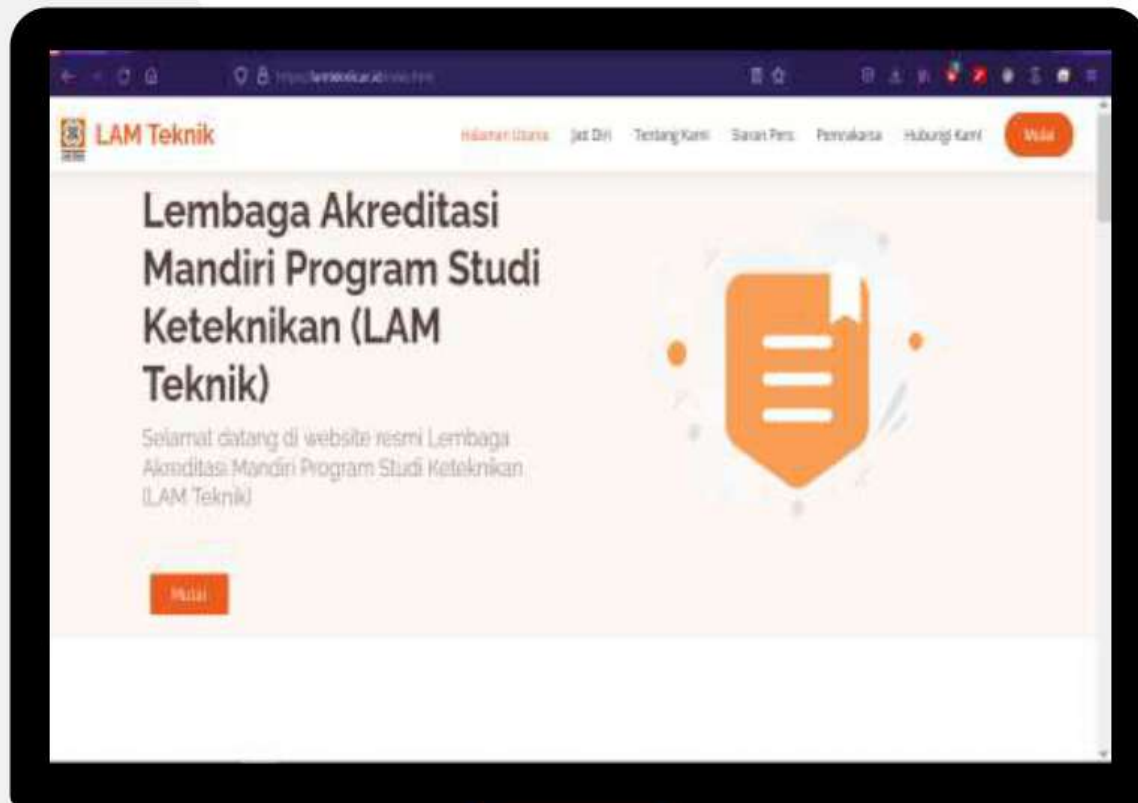 LAM Teknik
Halaman Utama Jati Diri Tentang Kami Siaran Pers Pemrakarsa Hubungi Kami Mulai
Lembaga Akreditasi
Mandiri Program Studi
Keteknikan (LAM
Teknik)
Selamat datang di website resmi Lembaga
Akreditasi Mandiri Program Studi Keteknikan
(LAM Teknik)
Mulai